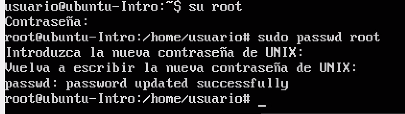 usuario@ubuntu-Intro:~$ su root
Contraseña:
root@ubuntu-Intro:/home/usuario# sudo passwd root
Introduzca la nueva contraseña de UNIX:
Vuelva a escribir la nueva contraseña de UNIX:
passwd: password updated successfully
root@ubuntu-Intro:/home/usuario# _